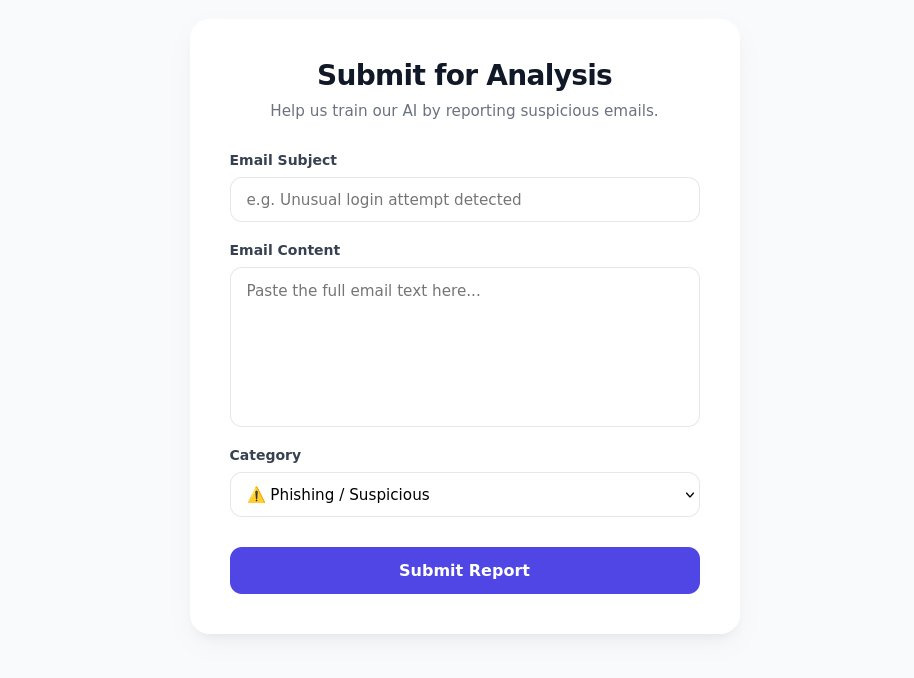 Submit for Analysis
Help us train our AI by reporting suspicious emails.
Email Subject
e.g. Unusual login attempt detected
Email Content
Paste the full email text here...
Category
⚠️ Phishing / Suspicious
Submit Report